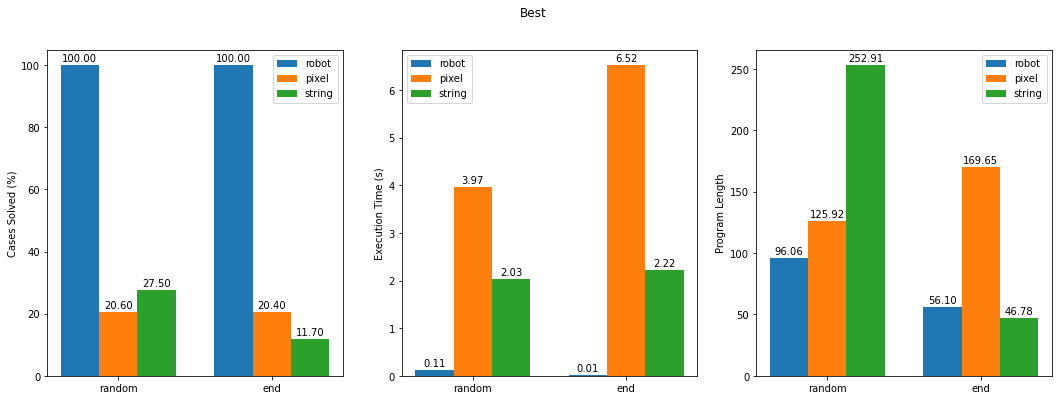 Best
Cases Solved (%)
100
80
60
40
20
0
100.00
20.60
27.50
100.00
20.40
11.70
robot
pixel
string
random
end
Execution Time (s)
6
5
4
3
2
1
0
0.11
3.97
2.03
0.01
6.52
2.22
robot
pixel
string
random
end
Program Length
250
200
150
100
50
0
96.06
125.92
252.91
56.10
169.65
46.78
robot
pixel
string
random
end